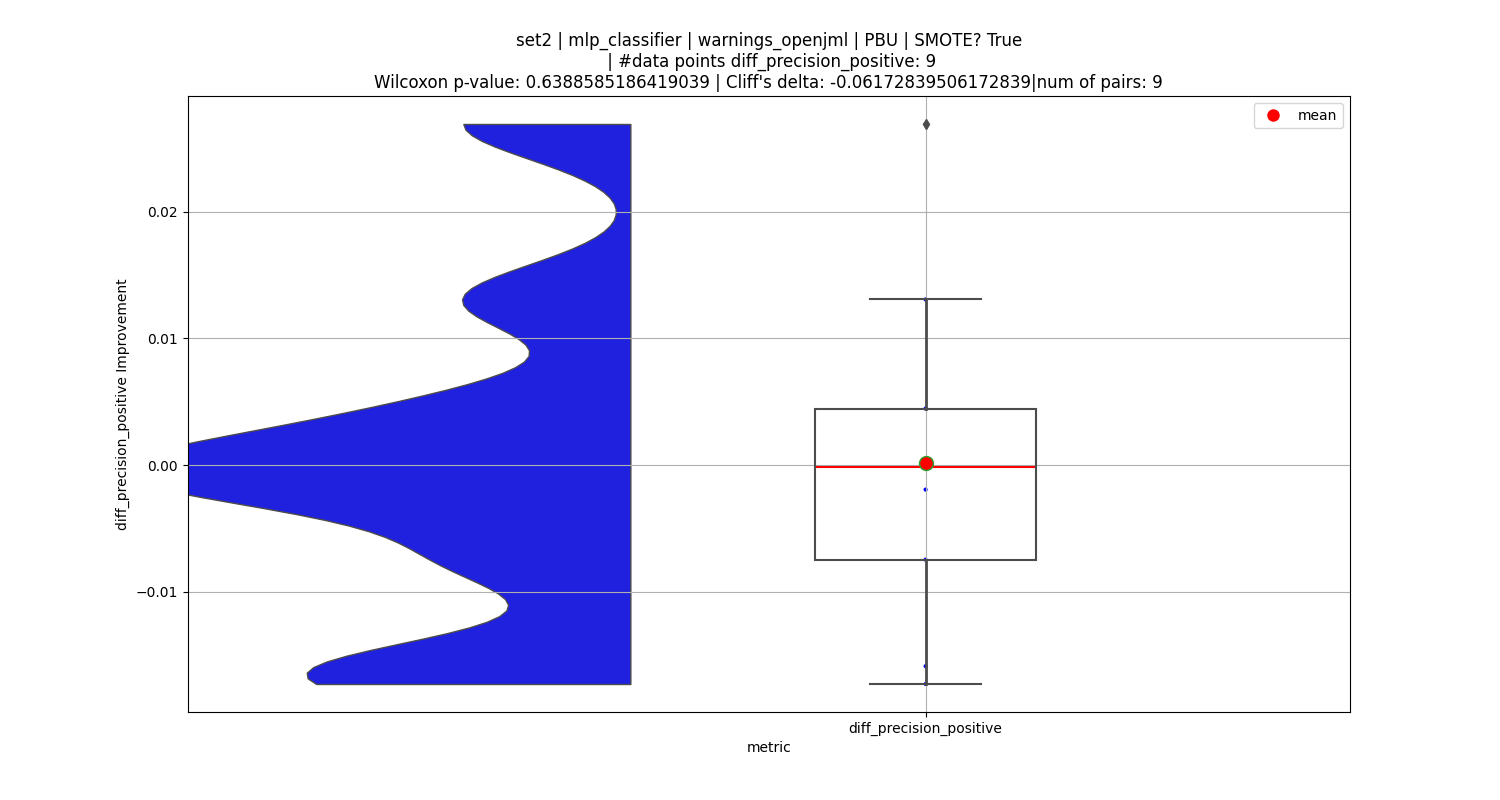 set2 | mlp_classifier | warnings_openjml | PBU | SMOTE? True
| #data points diff_precision_positive: 9
Wilcoxon p-value: 0.6388585186419039 | Cliff's delta: -0.06172839506172839|num of pairs: 9
mean
0.02
0.01
0.00
−0.01
diff_precision_positive Improvement
diff_precision_positive
metric